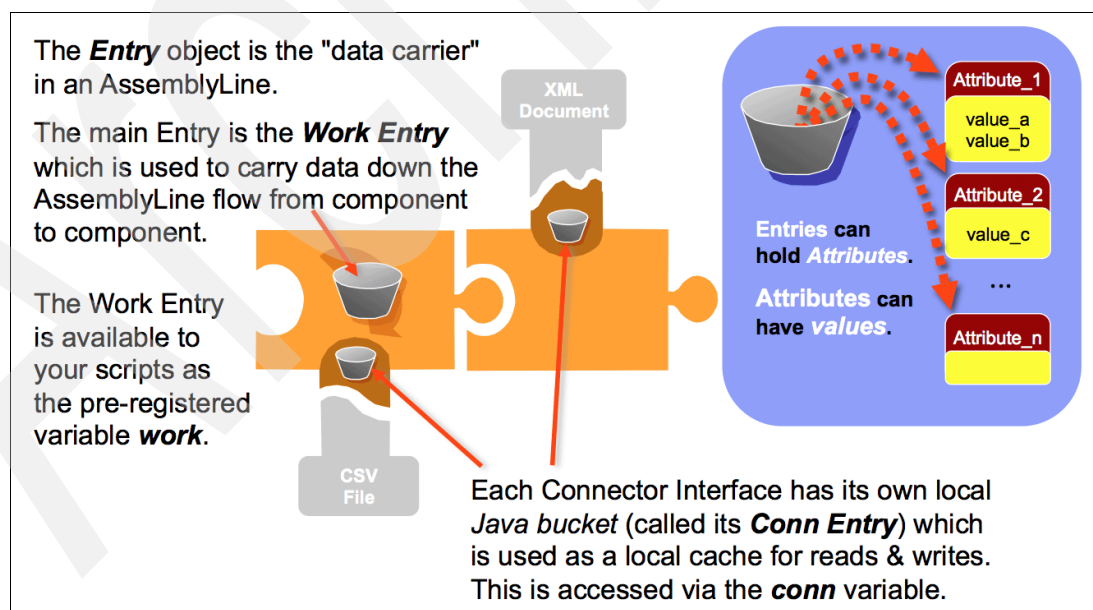 The Entry object is the "data carrier"
in an AssemblyLine.
The main Entry is the Work Entry
which is used to carry data down the
AssemblyLine flow from component
to component.
The Work Entry
is available to
your scripts as
the pre-registered
variable work.
XML
Document
CSV
File
Each Connector Interface has its own local
Java bucket (called its Conn Entry) which
is used as a local cache for reads & writes.
This is accessed via the conn variable.
Entries can
hold Attributes.
Attributes can
have values.
Attribute_1
value_a
value_b
Attribute_2
value_c
...
Attribute_n